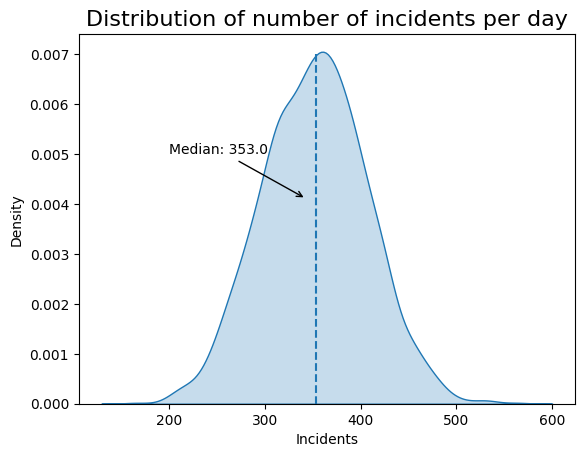 Distribution of number of incidents per day
0.007
0.006
0.005
0.004
0.003
0.002
0.001
0.000
Density
Median: 353.0
200 300 400 500 600
Incidents